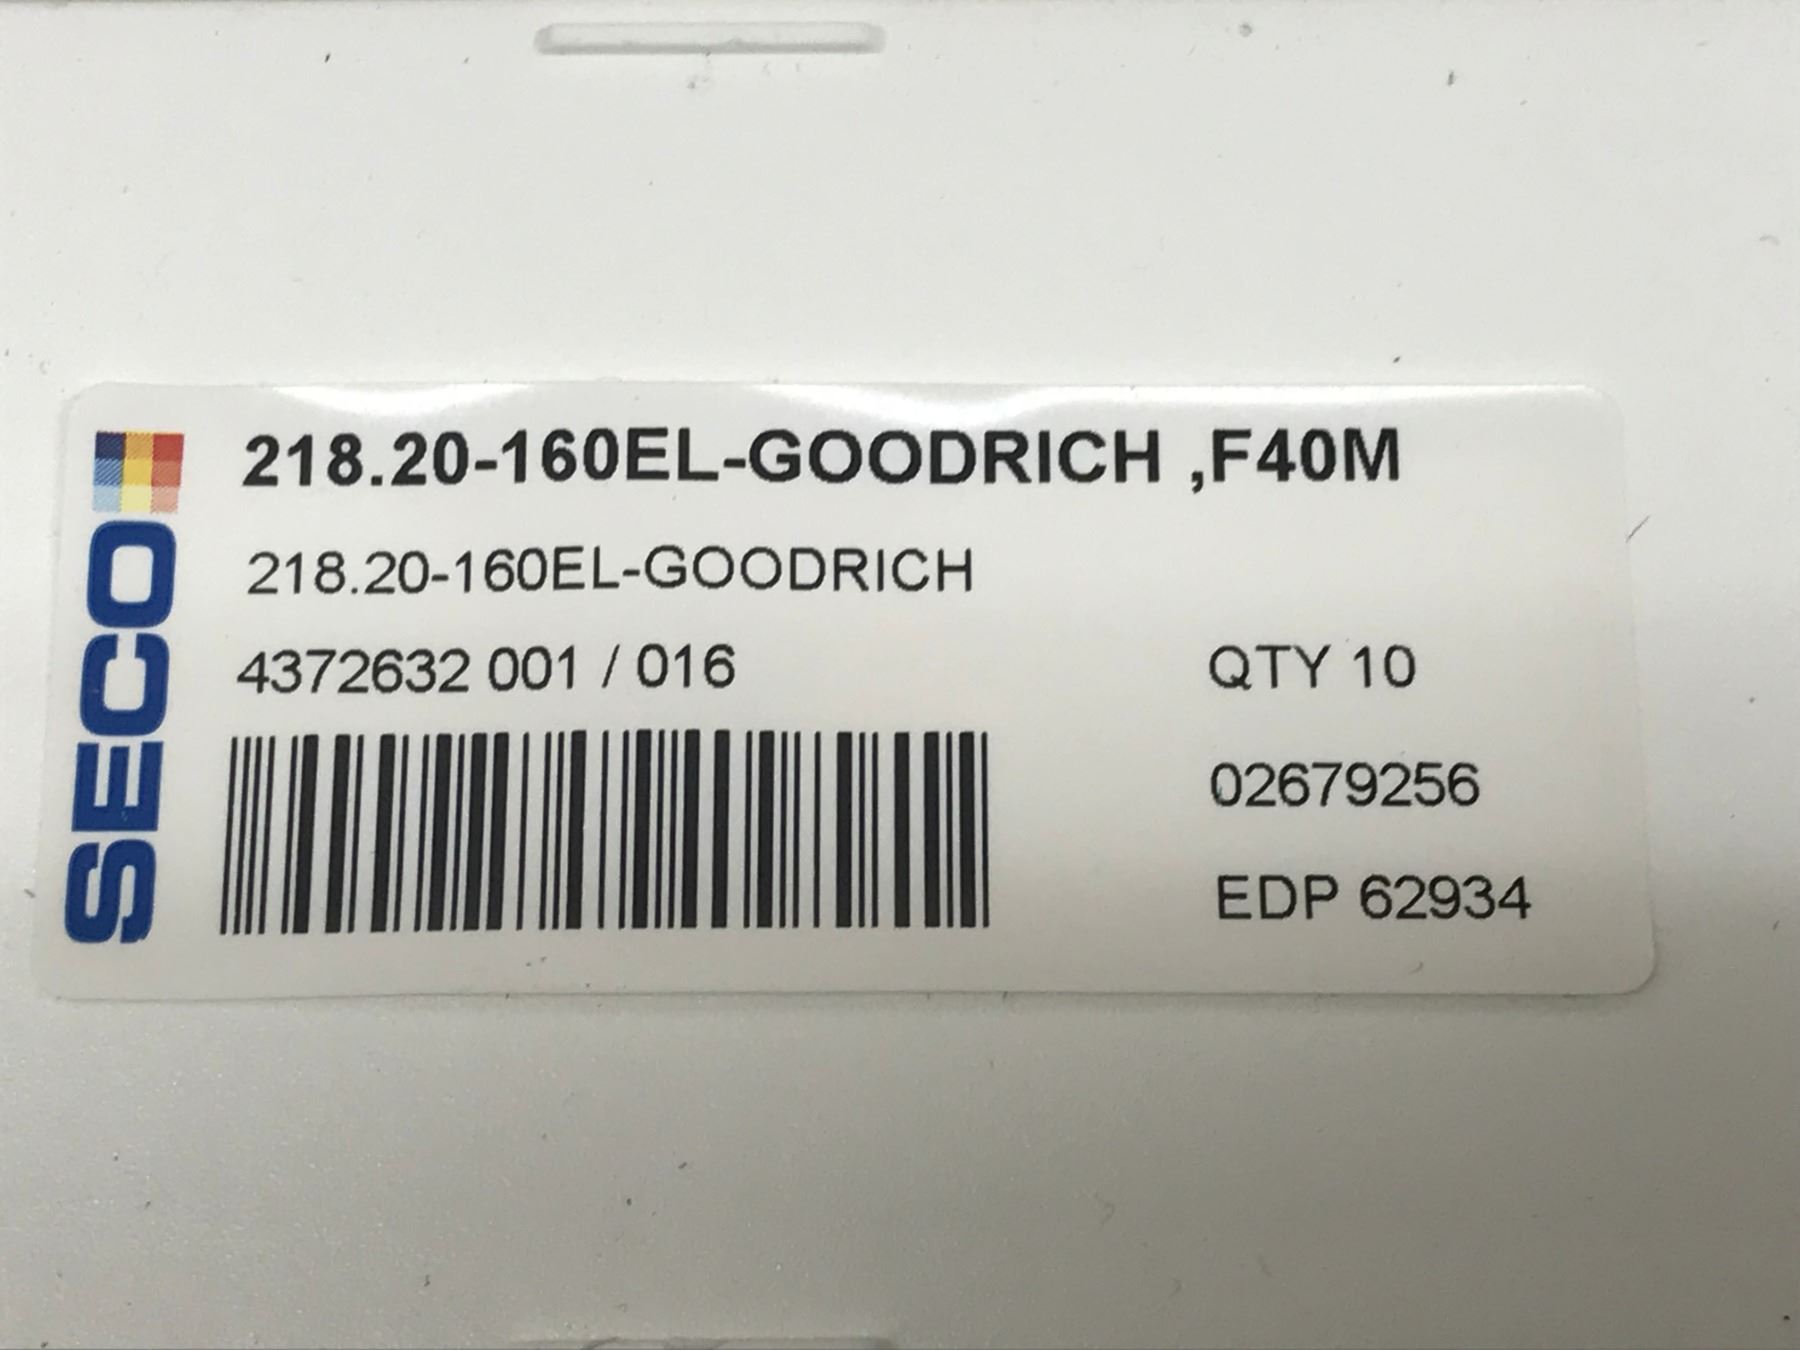 SECO
218.20-160EL-GOODRICH ,F40M
218.20-160EL-GOODRICH
4372632 001 / 016
QTY 10
02679256
EDP 62934